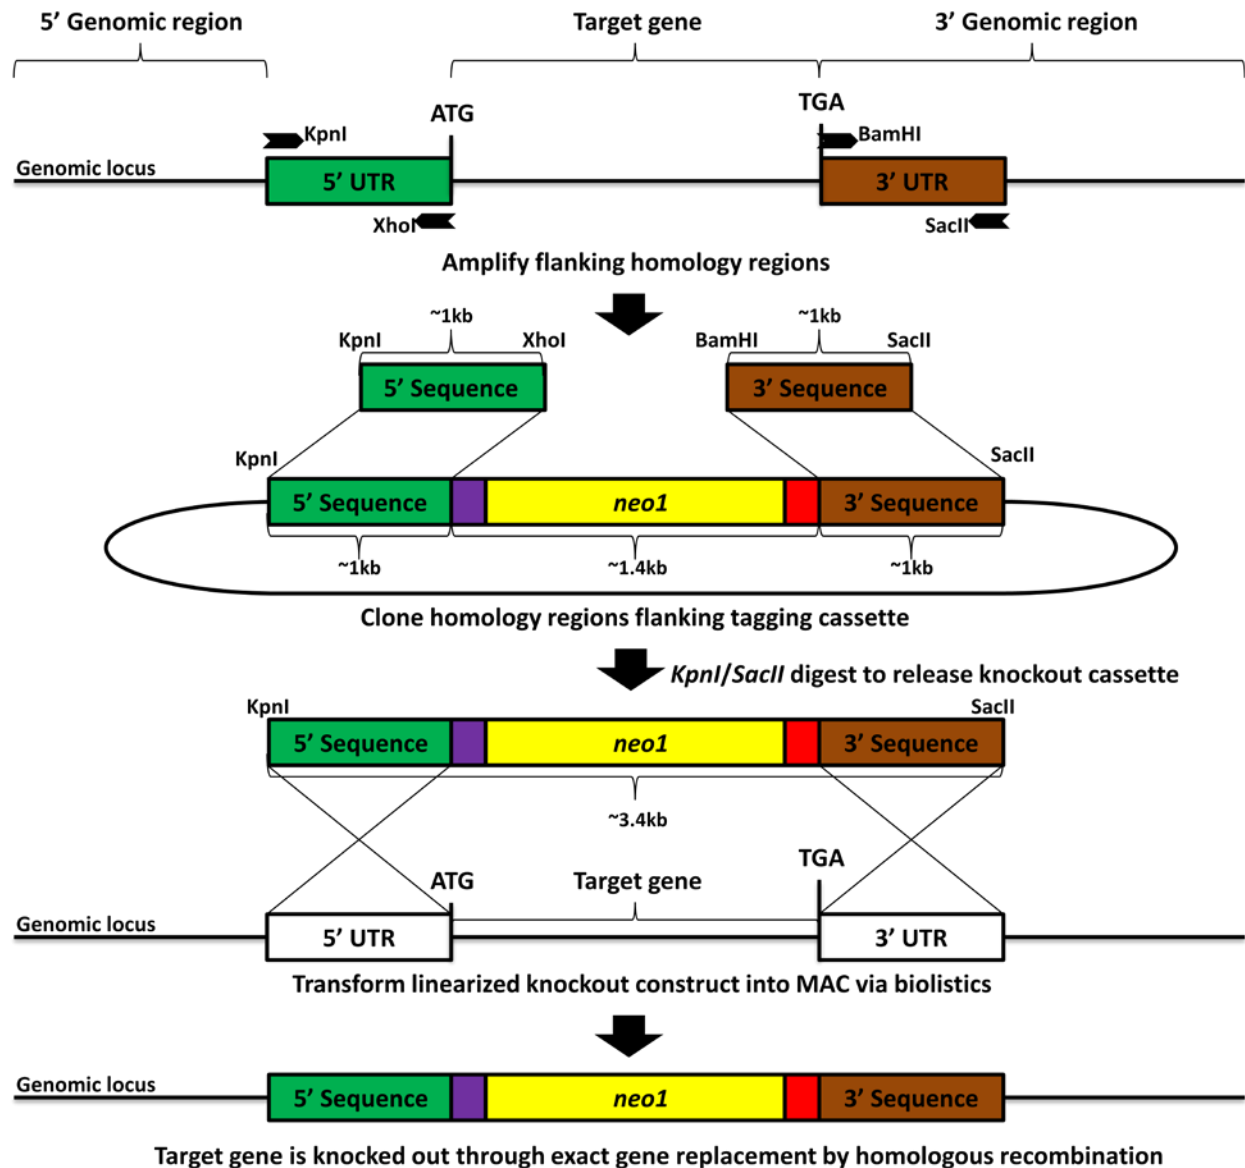 5’ Genomic region
Target gene
3’ Genomic region
ATG
TGA
KpnI
BamHI
Genomic locus
5’ UTR
3’ UTR
XhoI
SacII
Amplify flanking homology regions
~1kb
~1kb
KpnI
XhoI
BamHI
SacII
5’ Sequence
3’ Sequence
KpnI
SacII
5’ Sequence
neo1
3’ Sequence
~1kb
~1.4kb
~1kb
Clone homology regions flanking tagging cassette
KpnI/SacII digest to release knockout cassette
KpnI
SacII
5’ Sequence
neo1
3’ Sequence
~3.4kb
ATG
Target gene
TGA
Genomic locus
5’ UTR
3’ UTR
Transform linearized knockout construct into MAC via biolistics
Genomic locus
5’ Sequence
neo1
3’ Sequence
Target gene is knocked out through exact gene replacement by homologous recombination